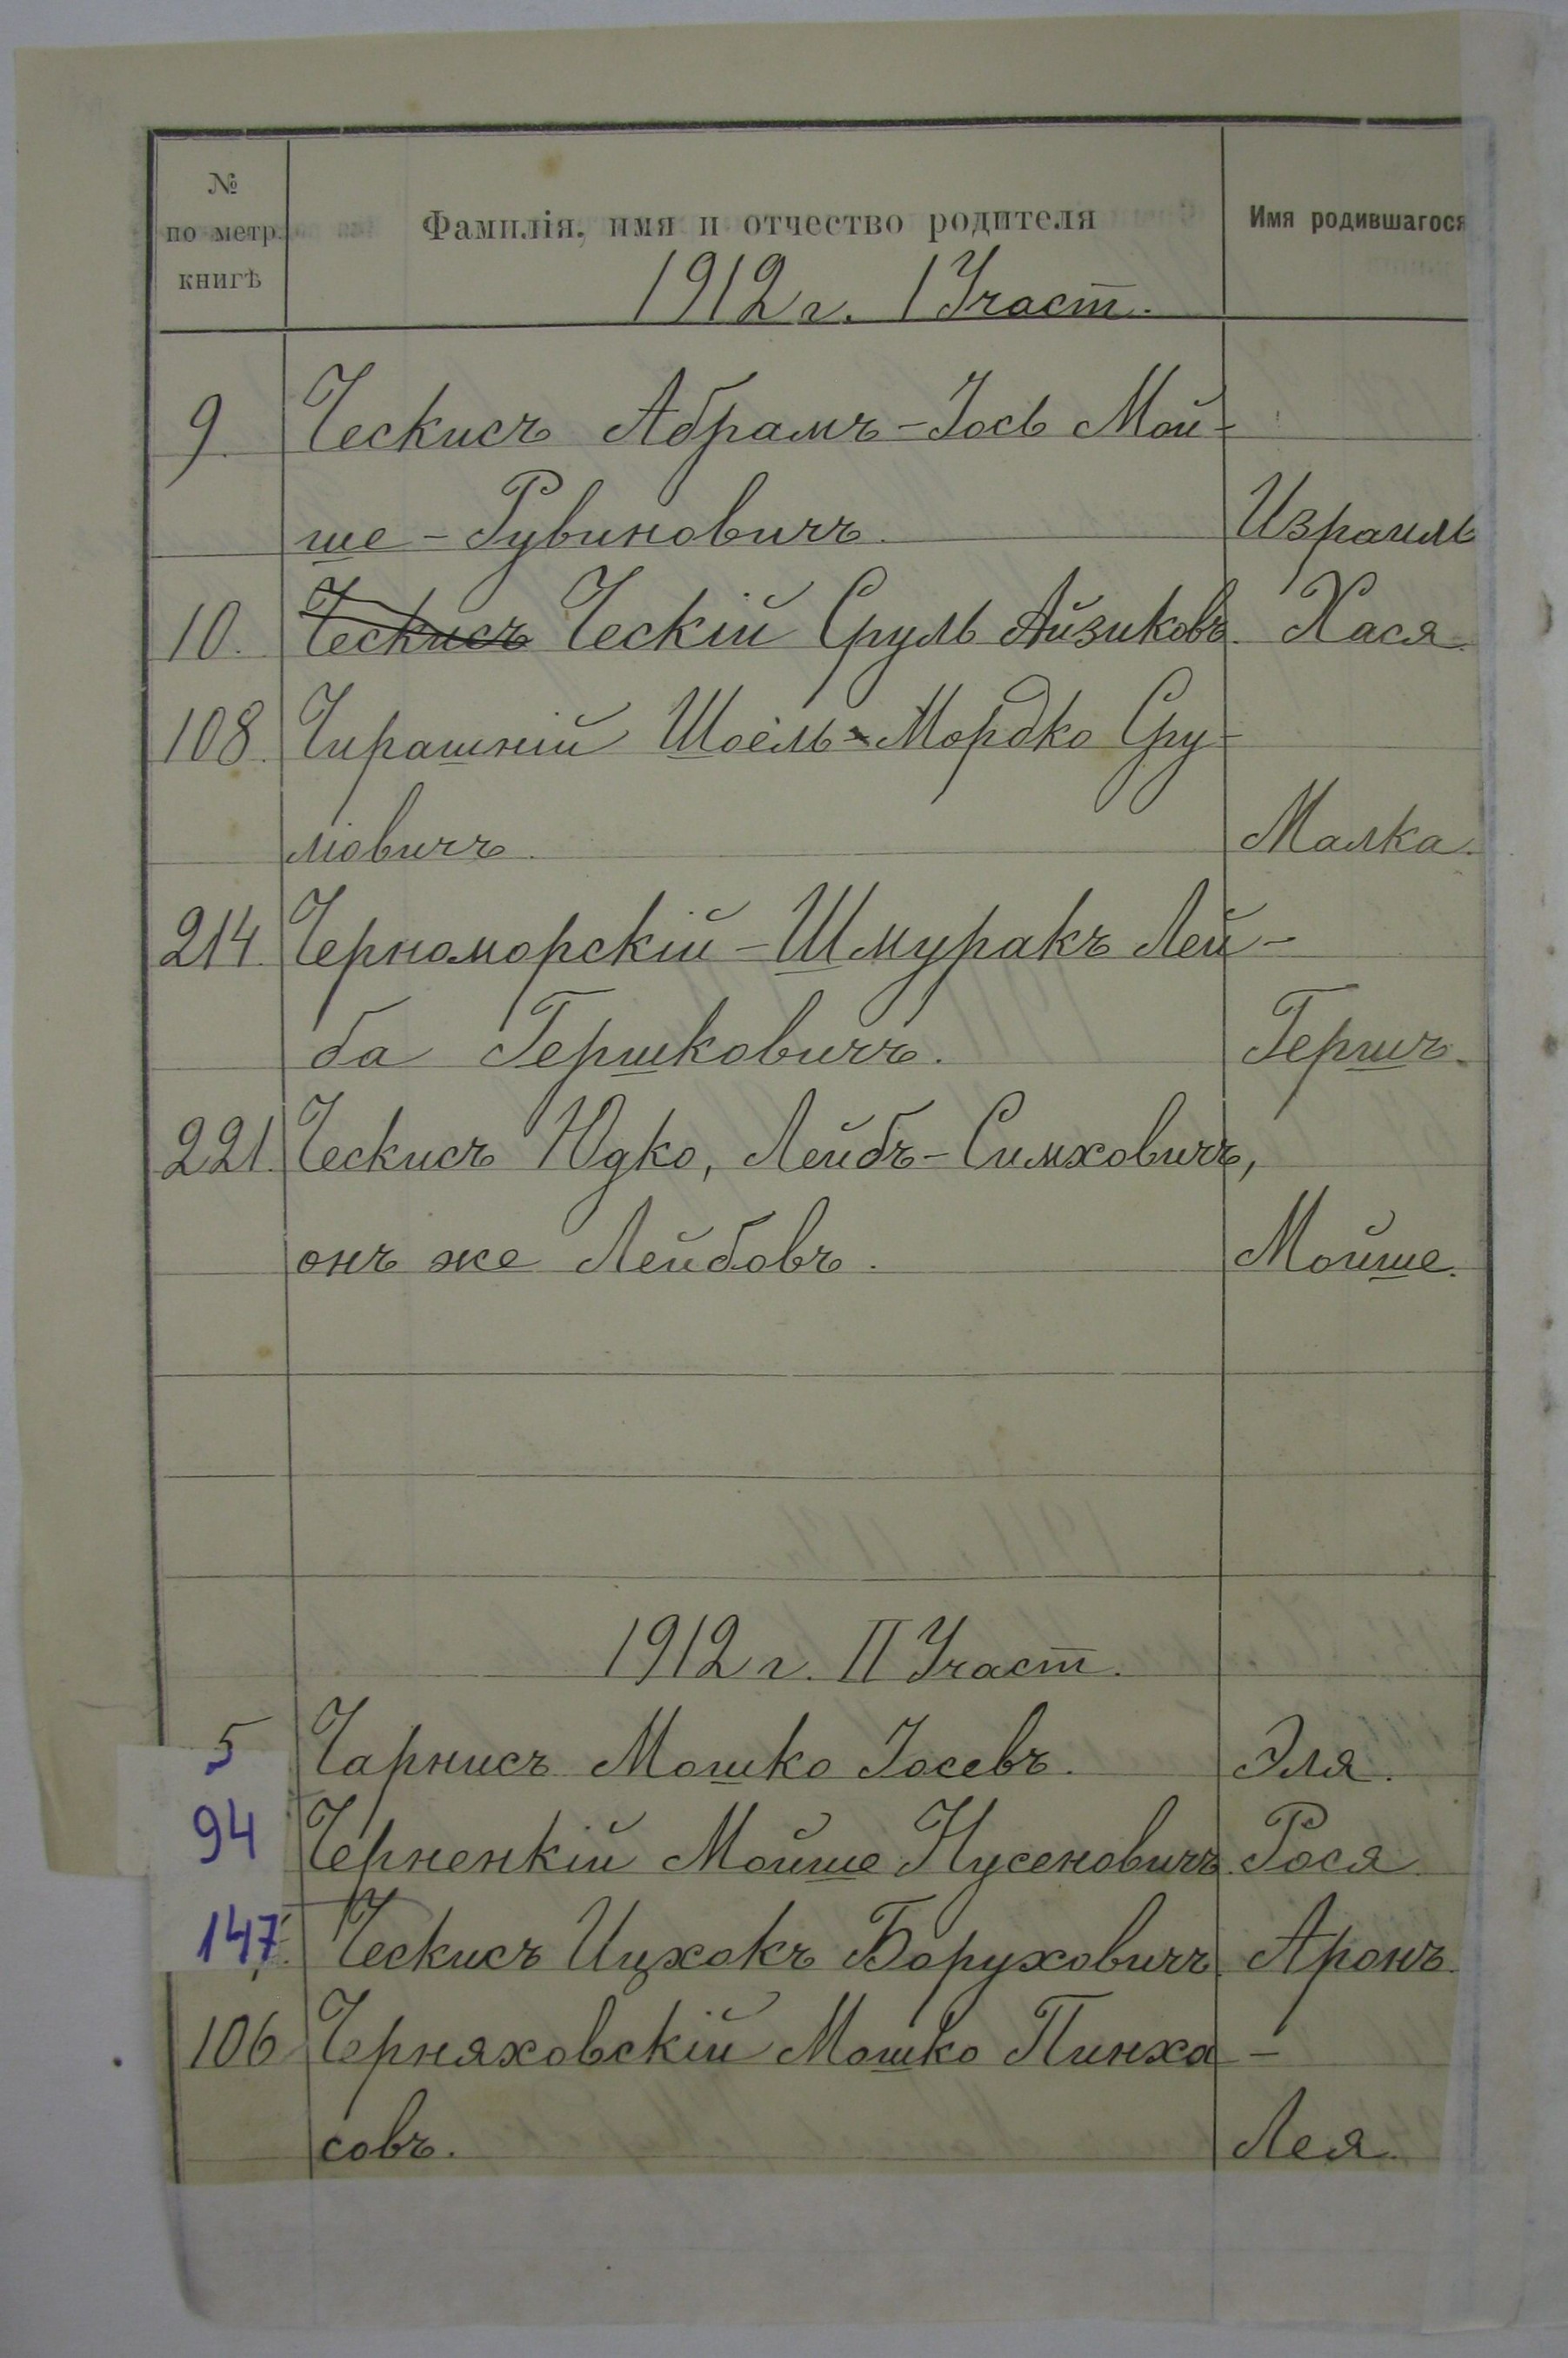 № по метр. книгѣ Фамилія, имя и отчество родителя Имя родившагося
1912 г. I Участ.
9. Ческисъ Абрамъ-Іось Мой-
ше-Рувиновичъ. Израиль
10. Ческисъ Ческій Сруль Айзиковъ. Хася.
108. Чирашній Шоель-Мордко Сру-
ліовичъ. Малка.
214. Черноморскій-Шмуракъ Лей-
ба Гершковичъ. Гершъ.
221. Ческисъ Юдко, Лейбъ-Симховичъ,
онъ же Лейбовъ. Мойше.
1912 г. II Участ.
5 Чарнисъ Мошко Іосевъ. Эля.
94 Черненкій Мойше Нусеновичъ. Рося.
147. Ческисъ Ицхокъ Боруховичъ. Аронъ.
106 Черняховскій Мошко Пинха-
совъ. Лея.